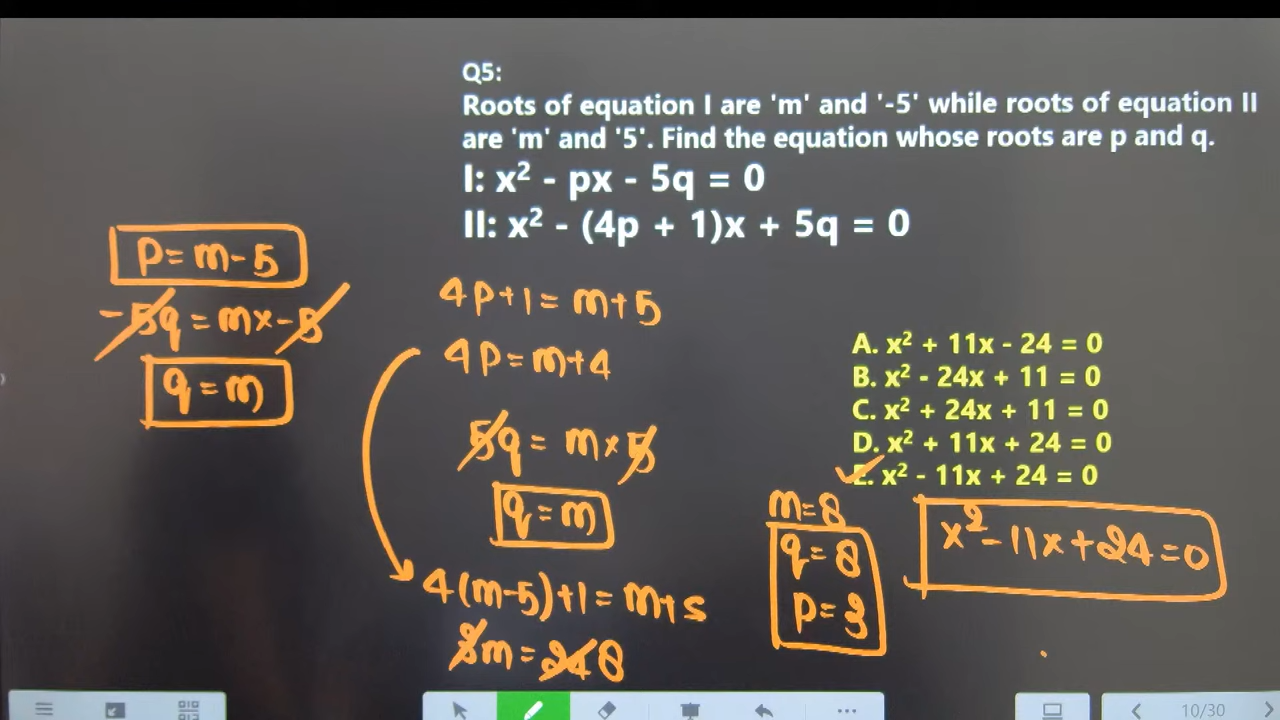 Q5:
Roots of equation I are 'm' and '-5' while roots of equation II
are 'm' and '5'. Find the equation whose roots are p and q.
I: x² - px - 5q = 0
II: x² - (4p + 1)x + 5q = 0
P = m - 5
-5q = m x -5
q = m
4P + 1 = m + 5
4P = m + 4
5q = m x 5
q = m
4(m-5) + 1 = m + 5
3m = 24 8
A. x² + 11x - 24 = 0
B. x² - 24x + 11 = 0
C. x² + 24x + 11 = 0
D. x² + 11x + 24 = 0
E. x² - 11x + 24 = 0
m = 8
q = 8
P = 3
x² - 11x + 24 = 0
10/30